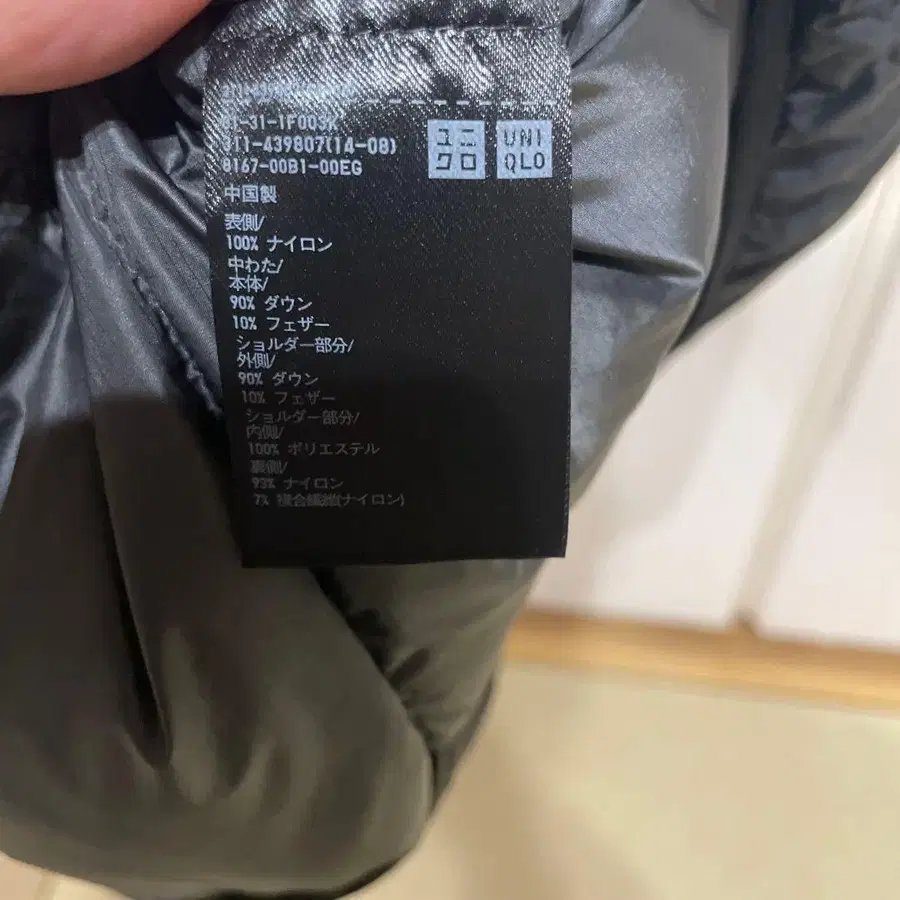 01-31-1F003K
311-439807(14-08)
8167-00B1-00EG
ユニ
クロ
UNI
QLO
中国製
表側/
100% ナイロン
中わた/
本体/
90% ダウン
10% フェザー
ショルダー部分/
外側/
90% ダウン
10% フェザー
ショルダー部分/
内側/
100% ポリエステル
裏側/
93% ナイロン
7% 複合繊維(ナイロン)